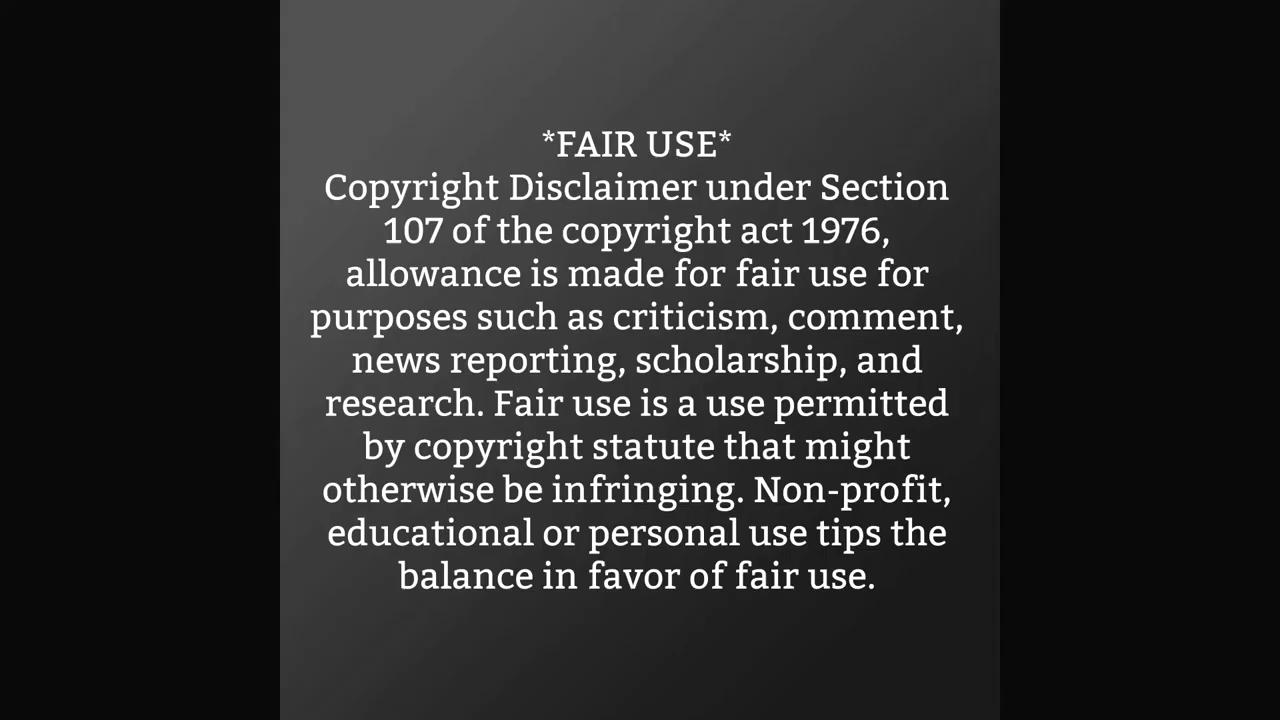 *FAIR USE*
Copyright Disclaimer under Section
107 of the copyright act 1976,
allowance is made for fair use for
purposes such as criticism, comment,
news reporting, scholarship, and
research. Fair use is a use permitted
by copyright statute that might
otherwise be infringing. Non-profit,
educational or personal use tips the
balance in favor of fair use.